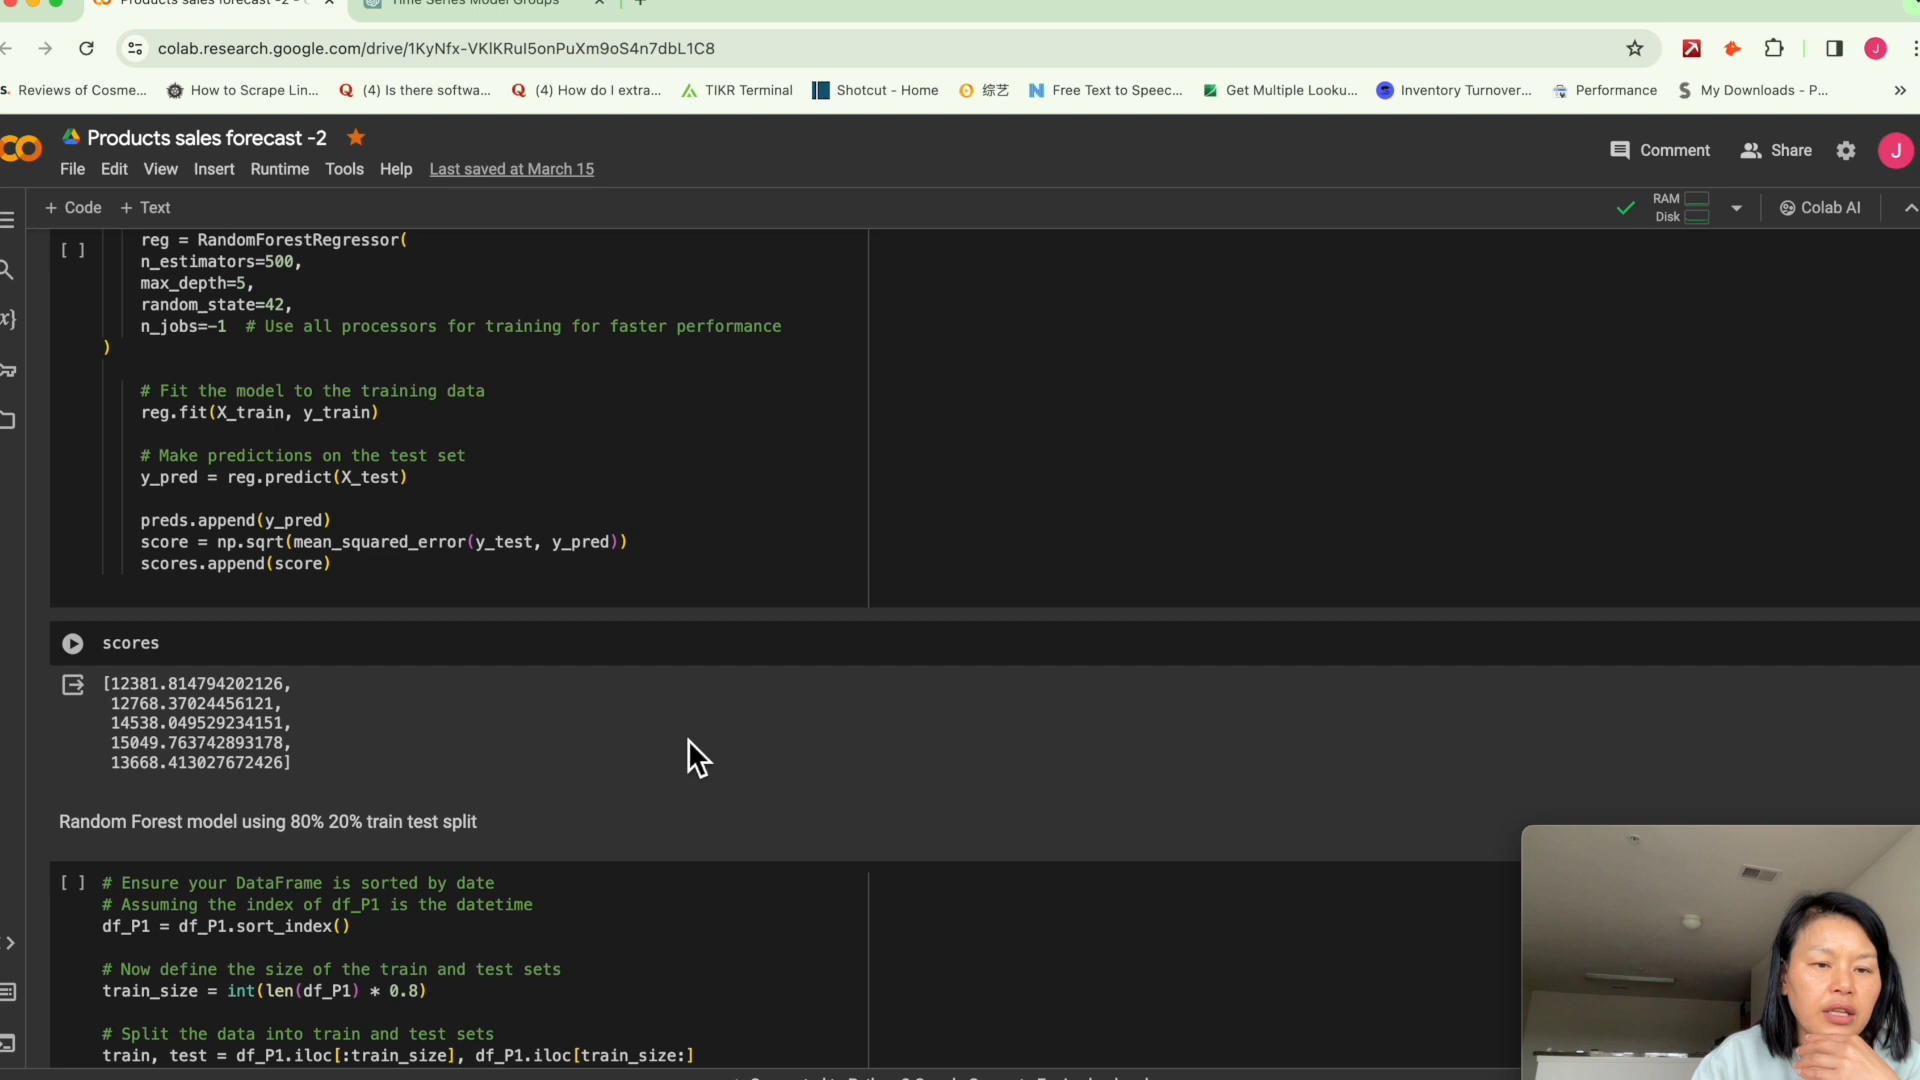 Products sales forecast -2 -
Time Series Model Groups
colab.research.google.com/drive/1KyNfx-VKlKRuI5onPuXm9oS4n7dbL1C8
Reviews of Cosme...
How to Scrape Lin...
(4) Is there softwa...
(4) How do I extra...
TIKR Terminal
Shotcut - Home
综艺
Free Text to Speec...
Get Multiple Looku...
Inventory Turnover...
Performance
My Downloads - P...
Products sales forecast -2
Comment
Share
J
File Edit View Insert Runtime Tools Help Last saved at March 15
+ Code + Text
RAM
Disk
Colab AI
[ ]
reg = RandomForestRegressor(
n_estimators=500,
max_depth=5,
random_state=42,
n_jobs=-1 # Use all processors for training for faster performance
)
# Fit the model to the training data
reg.fit(X_train, y_train)
# Make predictions on the test set
y_pred = reg.predict(X_test)
preds.append(y_pred)
score = np.sqrt(mean_squared_error(y_test, y_pred))
scores.append(score)
scores
[12381.814794202126,
12768.37024456121,
14538.049529234151,
15049.763742893178,
13668.413027672426]
Random Forest model using 80% 20% train test split
[ ] # Ensure your DataFrame is sorted by date
# Assuming the index of df_P1 is the datetime
df_P1 = df_P1.sort_index()
# Now define the size of the train and test sets
train_size = int(len(df_P1) * 0.8)
# Split the data into train and test sets
train, test = df_P1.iloc[:train_size], df_P1.iloc[train_size:]